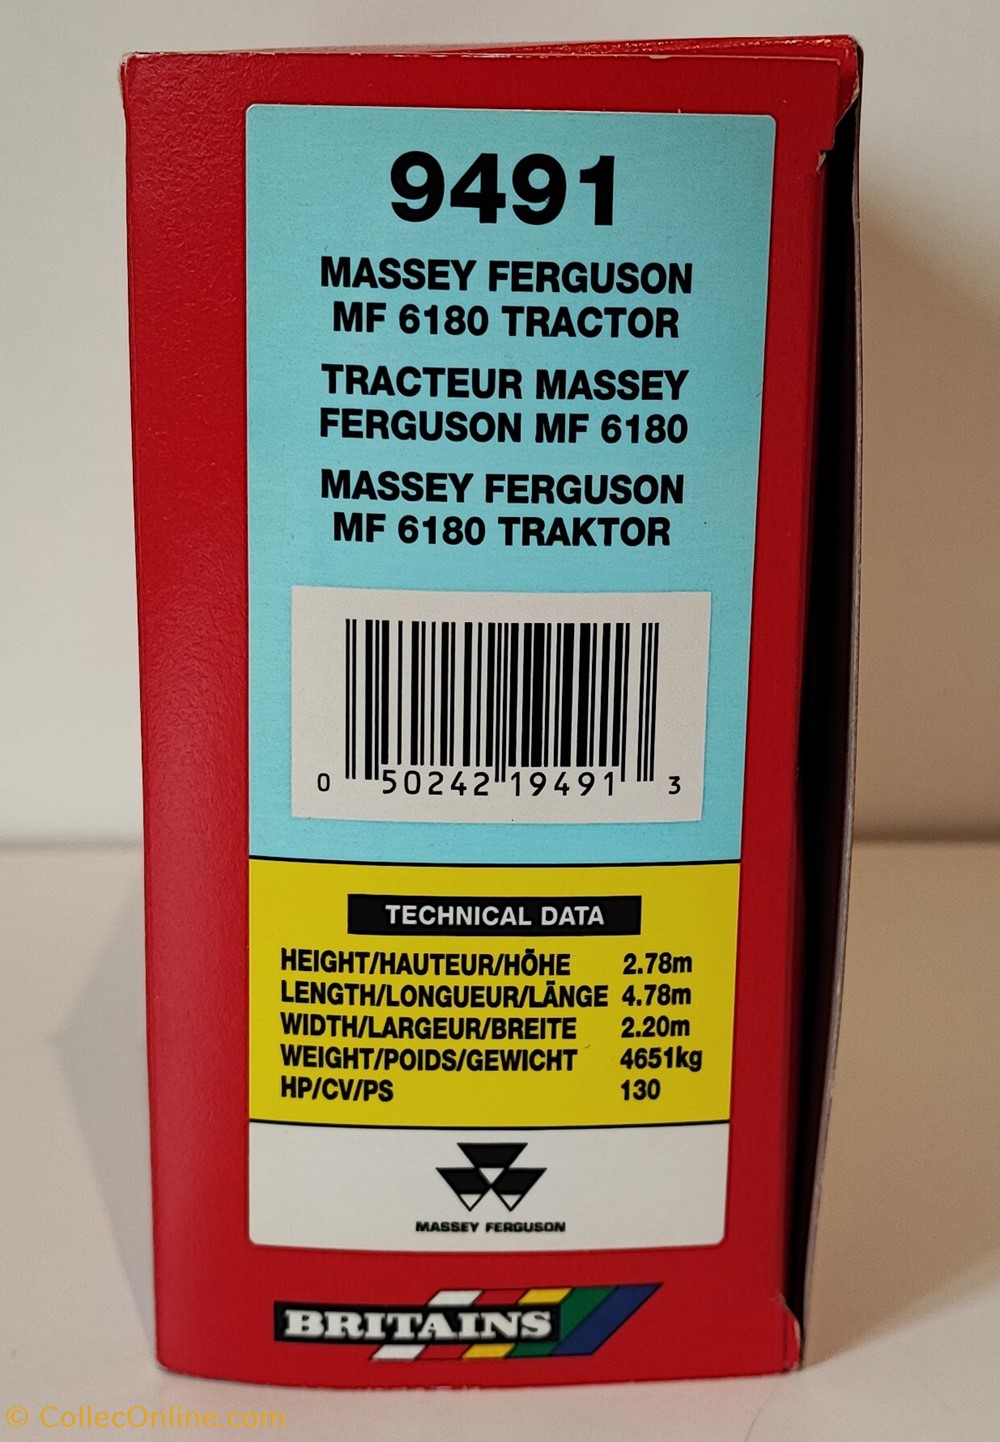 9491
MASSEY FERGUSON
MF 6180 TRACTOR
TRACTEUR MASSEY
FERGUSON MF 6180
MASSEY FERGUSON
MF 6180 TRAKTOR
0 50242 19491 3
TECHNICAL DATA
HEIGHT/HAUTEUR/HÖHE 2.78m
LENGTH/LONGUEUR/LÄNGE 4.78m
WIDTH/LARGEUR/BREITE 2.20m
WEIGHT/POIDS/GEWICHT 4651kg
HP/CV/PS 130
MASSEY FERGUSON
BRITAINS
© CollecOnline.com